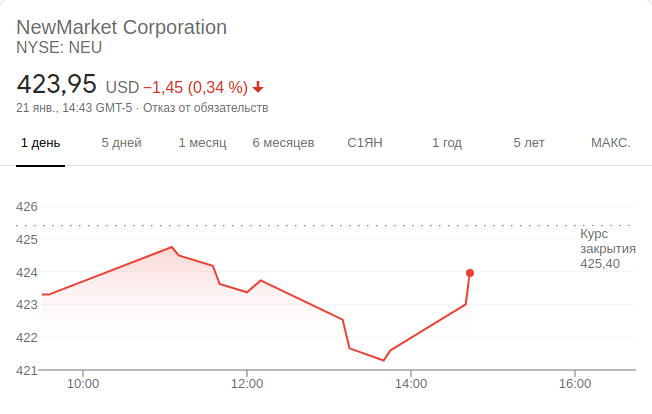 NewMarket Corporation
NYSE: NEU
423,95 USD −1,45 (0,34 %)
21 янв., 14:43 GMT-5 · Отказ от обязательств
1 день 5 дней 1 месяц 6 месяцев С1ЯН 1 год 5 лет МАКС.
426
425
424
423
422
421
Курс
закрытия
425,40
10:00 12:00 14:00 16:00